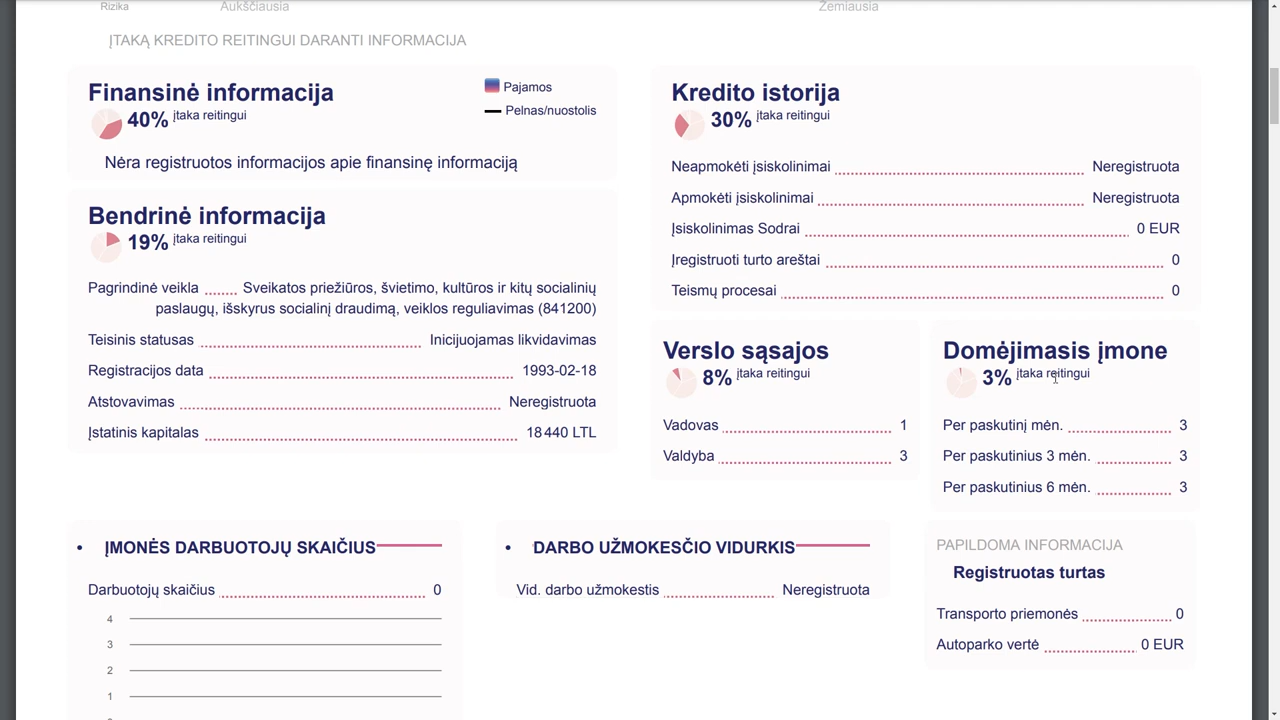 Rizika Aukščiausia Žemiausia
ĮTAKĄ KREDITO REITINGUI DARANTI INFORMACIJA
Finansinė informacija
40% įtaka reitingui
Pajamos
Pelnas/nuostolis
Nėra registruotos informacijos apie finansinę informaciją
Bendrinė informacija
19% įtaka reitingui
Pagrindinė veikla Sveikatos priežiūros, švietimo, kultūros ir kitų socialinių
paslaugų, išskyrus socialinį draudimą, veiklos reguliavimas (841200)
Teisinis statusas Inicijuojamas likvidavimas
Registracijos data 1993-02-18
Atstovavimas Neregistruota
Įstatinis kapitalas 18 440 LTL
Kredito istorija
30% įtaka reitingui
Neapmokėti įsiskolinimai Neregistruota
Apmokėti įsiskolinimai Neregistruota
Įsiskolinimas Sodrai 0 EUR
Įregistruoti turto areštai 0
Teismų procesai 0
Verslo sąsajos
8% įtaka reitingui
Vadovas 1
Valdyba 3
Domėjimasis įmone
3% įtaka reitingui
Per paskutinį mėn. 3
Per paskutinius 3 mėn. 3
Per paskutinius 6 mėn. 3
• ĮMONĖS DARBUOTOJŲ SKAIČIUS
Darbuotojų skaičius 0
4
3
2
1
• DARBO UŽMOKESČIO VIDURKIS
Vid. darbo užmokestis Neregistruota
PAPILDOMA INFORMACIJA
Registruotas turtas
Transporto priemonės 0
Autoparko vertė 0 EUR